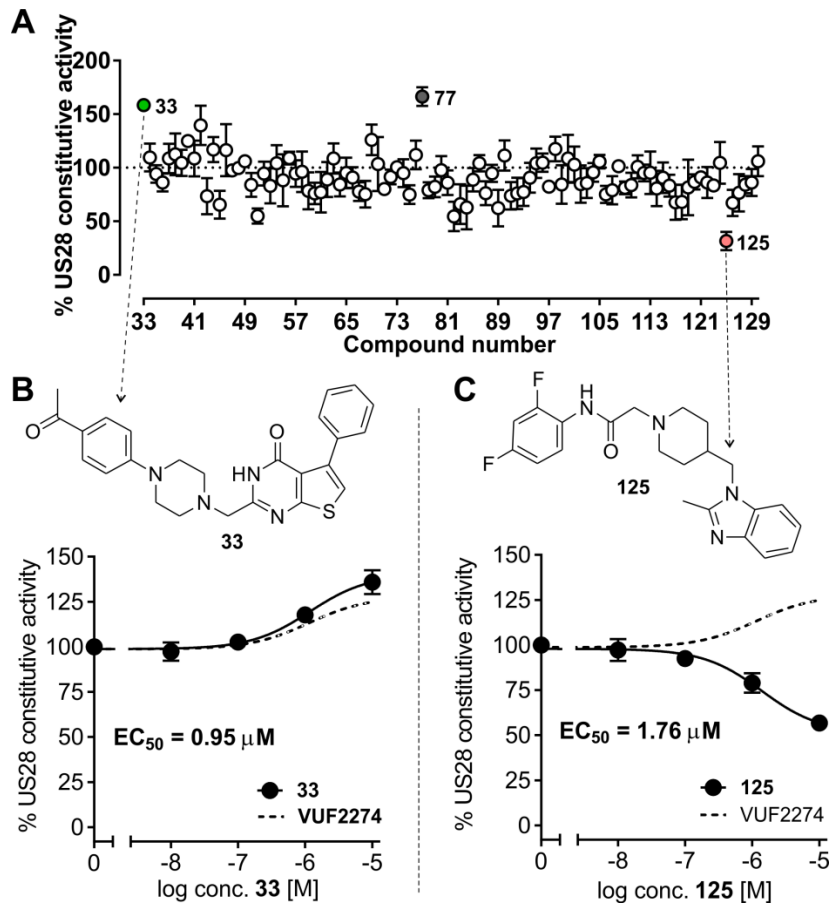 A
% US28 constitutive activity
200
150
100
50
0
33
77
125
33 41 49 57 65 73 81 89 97 105 113 121 129
Compound number
B
O
N
N
O
HN
N
S
33
% US28 constitutive activity
150
125
100
75
50
25
0
EC50 = 0.95 µM
33
VUF2274
0 -8 -7 -6 -5
log conc. 33 [M]
C
F
H
N
O
N
F
125
N
N
% US28 constitutive activity
150
125
100
75
50
25
0
EC50 = 1.76 µM
125
VUF2274
0 -8 -7 -6 -5
log conc. 125 [M]